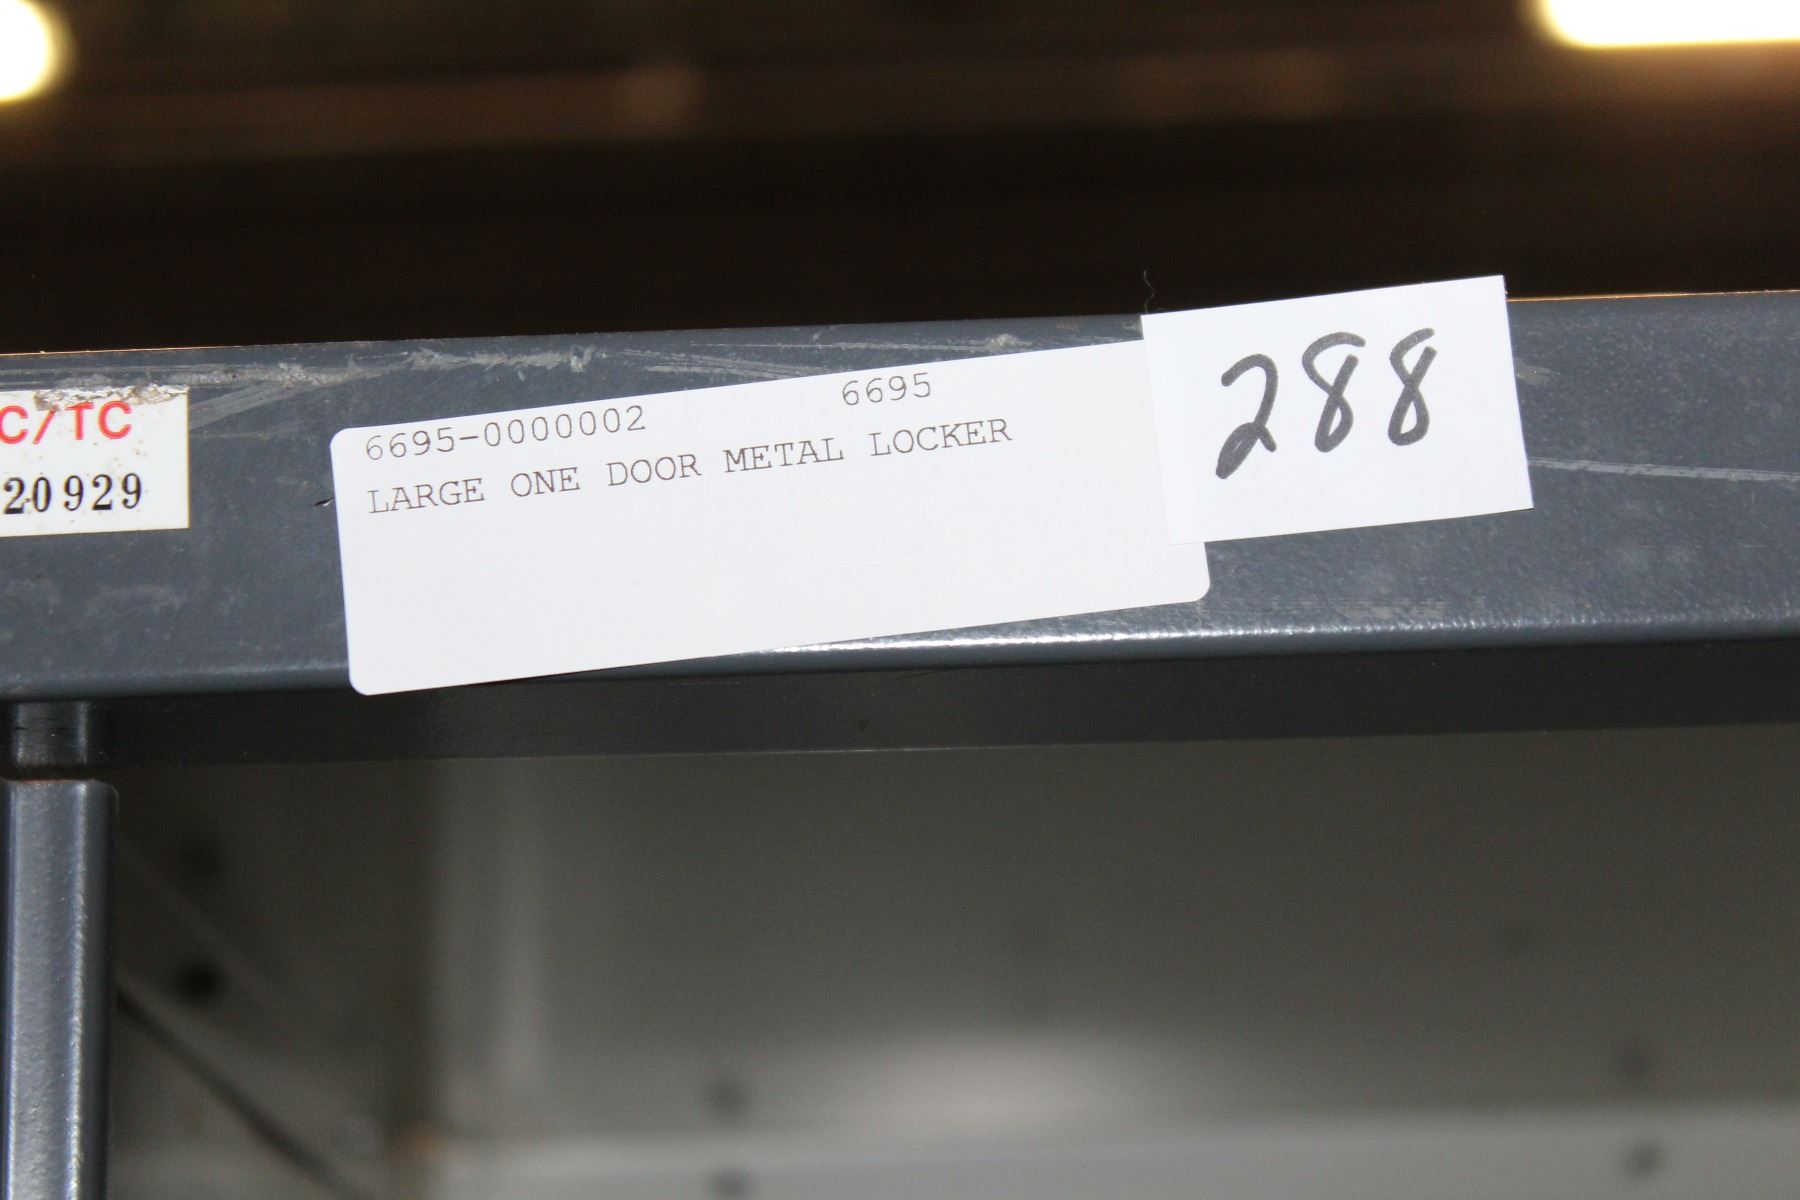 C/TC
20929
6695-0000002 6695
LARGE ONE DOOR METAL LOCKER
288